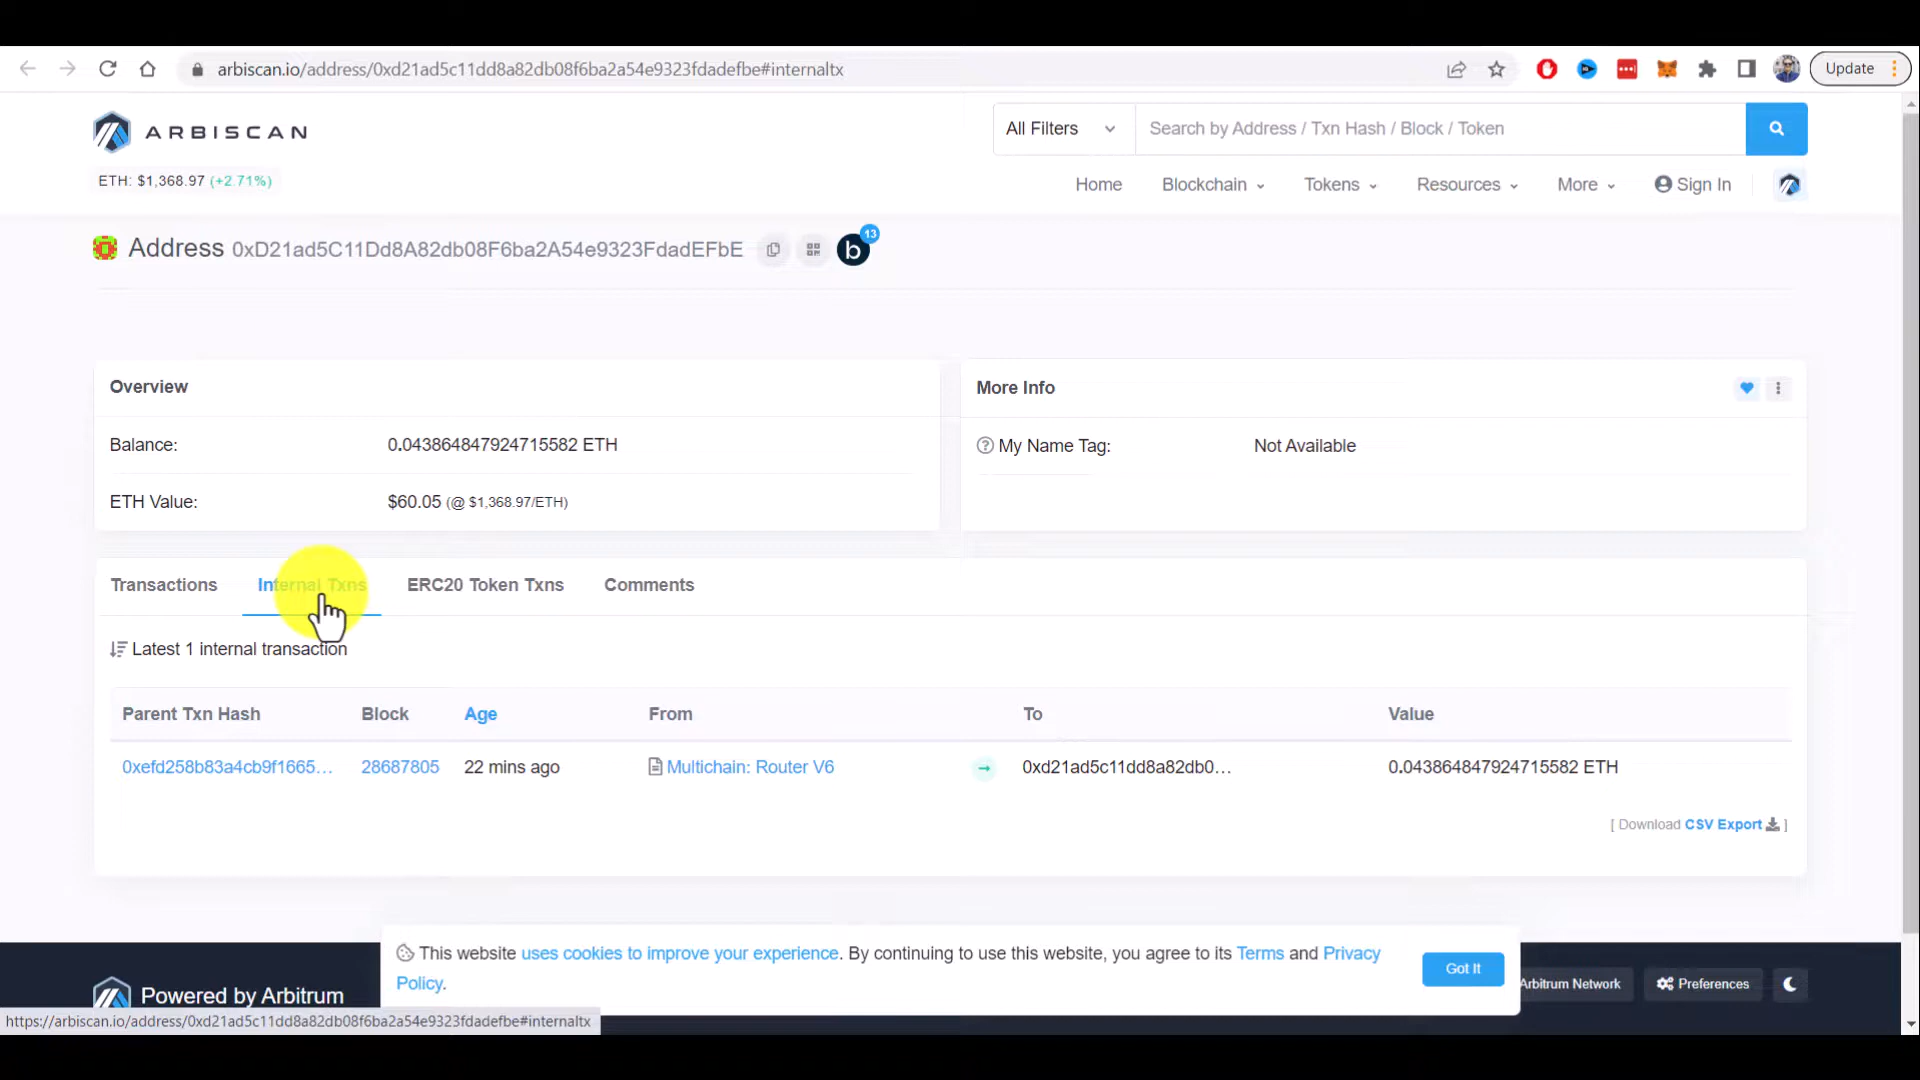 arbiscan.io/address/0xd21ad5c11dd8a82db08f6ba2a54e9323fdadefbe#internaltx
Update
ARBISCAN
All Filters
Search by Address / Txn Hash / Block / Token
ETH: $1,368.97 (+2.71%)
Home Blockchain Tokens Resources More Sign In
Address 0xD21ad5C11Dd8A82db08F6ba2A54e9323FdadEFbE
b 13
Overview
Balance: 0.043864847924715582 ETH
ETH Value: $60.05 (@ $1,368.97/ETH)
More Info
My Name Tag: Not Available
Transactions Internal Txns ERC20 Token Txns Comments
Latest 1 internal transaction
Parent Txn Hash Block Age From To Value
0xefd258b83a4cb9f1665... 28687805 22 mins ago Multichain: Router V6 0xd21ad5c11dd8a82db0... 0.043864847924715582 ETH
[ Download CSV Export ]
This website uses cookies to improve your experience. By continuing to use this website, you agree to its Terms and Privacy
Policy.
Got It
Powered by Arbitrum
Arbitrum Network
Preferences
https://arbiscan.io/address/0xd21ad5c11dd8a82db08f6ba2a54e9323fdadefbe#internaltx